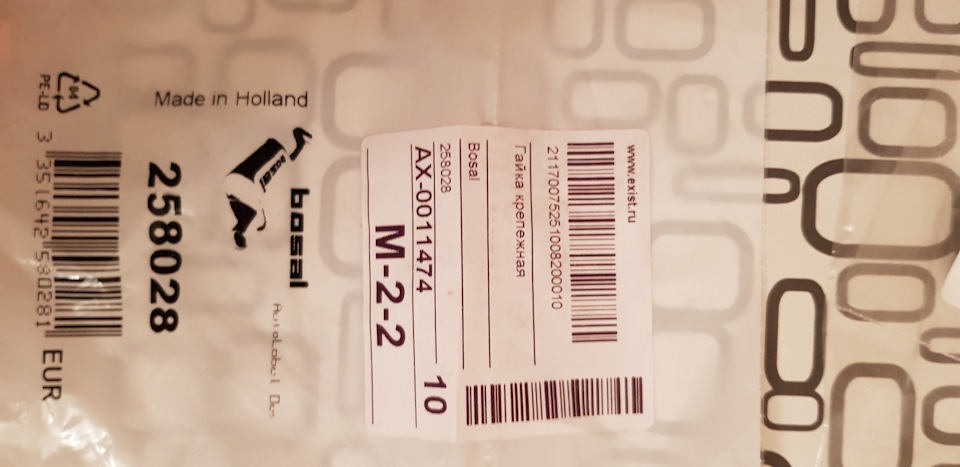 Made in Holland
bosal
bosal
258028
04
PE-LD
3 351642 580281
EUR
www.exist.ru
2117007525100820010
Гайка крепежная
Bosal
258028
AX-0011474
10
M-2-2